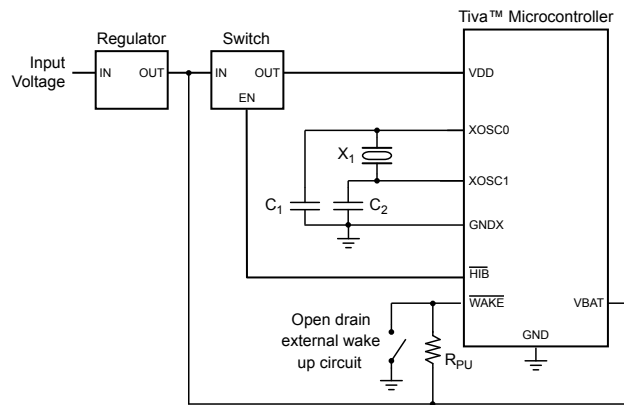 Tiva™ Microcontroller
Regulator
Switch
Input
Voltage
IN
OUT
IN
OUT
VDD
EN
XOSC0
X1
XOSC1
C1
C2
GNDX
HIB
WAKE
VBAT
Open drain
external wake
up circuit
RPU
GND